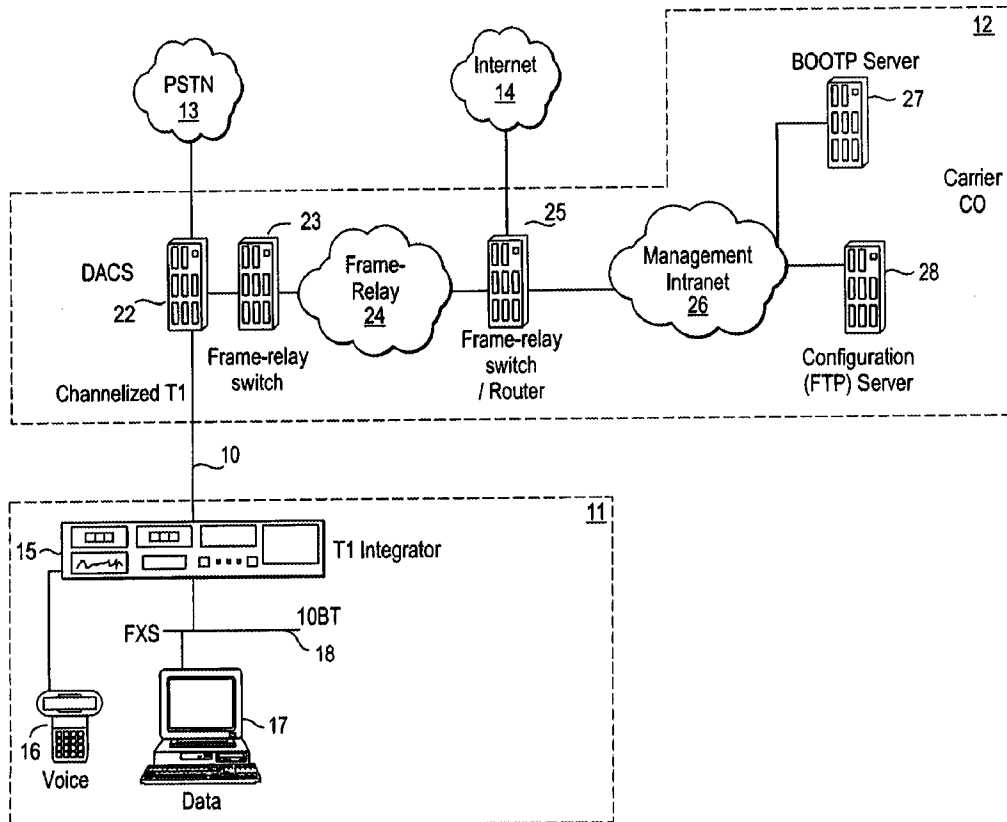 12
BOOTP Server
27
PSTN
13
Internet
14
Carrier
CO
23
25
DACS
22
Frame-
Relay
24
Management
Intranet
26
28
Frame-relay
switch
Frame-relay
switch
/ Router
Configuration
(FTP) Server
Channelized T1
10
11
15
T1 Integrator
FXS
10BT
18
17
16
Voice
Data